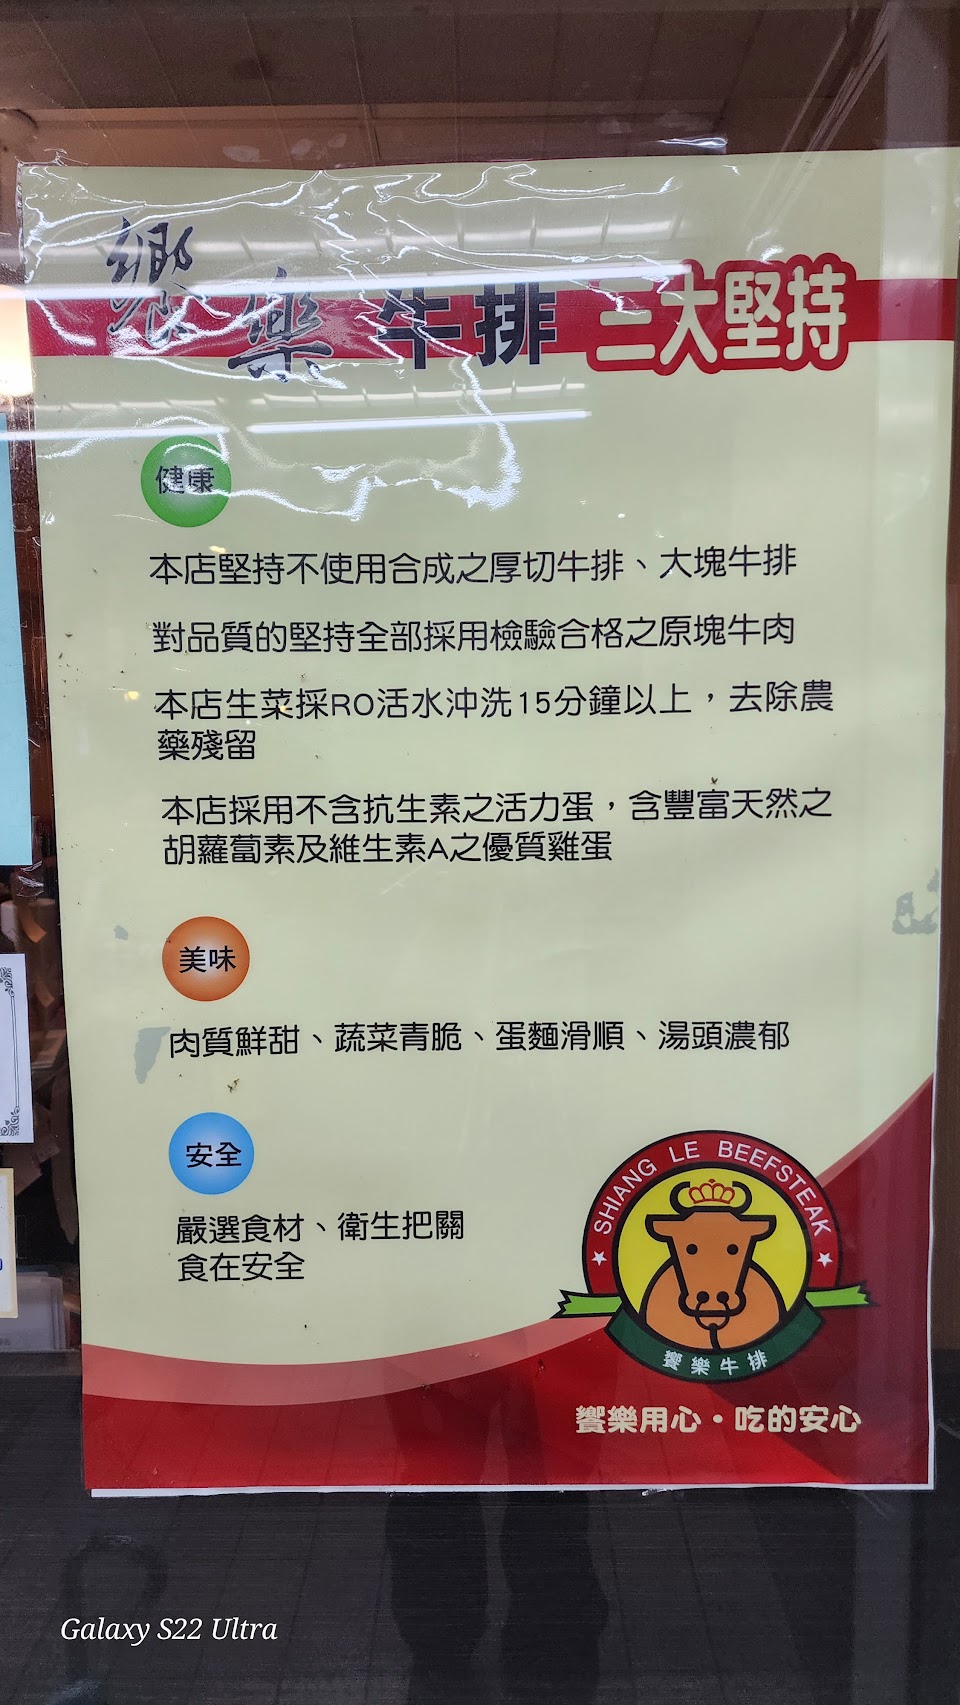 饗樂牛排 三大堅持
健康
本店堅持不使用合成之厚切牛排、大塊牛排
對品質的堅持全部採用檢驗合格之原塊牛肉
本店生菜採RO活水沖洗15分鐘以上，去除農
藥殘留
本店採用不含抗生素之活力蛋，含豐富天然之
胡蘿蔔素及維生素A之優質雞蛋
美味
肉質鮮甜、蔬菜青脆、蛋麵滑順、湯頭濃郁
安全
嚴選食材、衛生把關
食在安全
SHIANG LE BEEFSTEAK
饗樂牛排
饗樂用心·吃的安心
Galaxy S22 Ultra